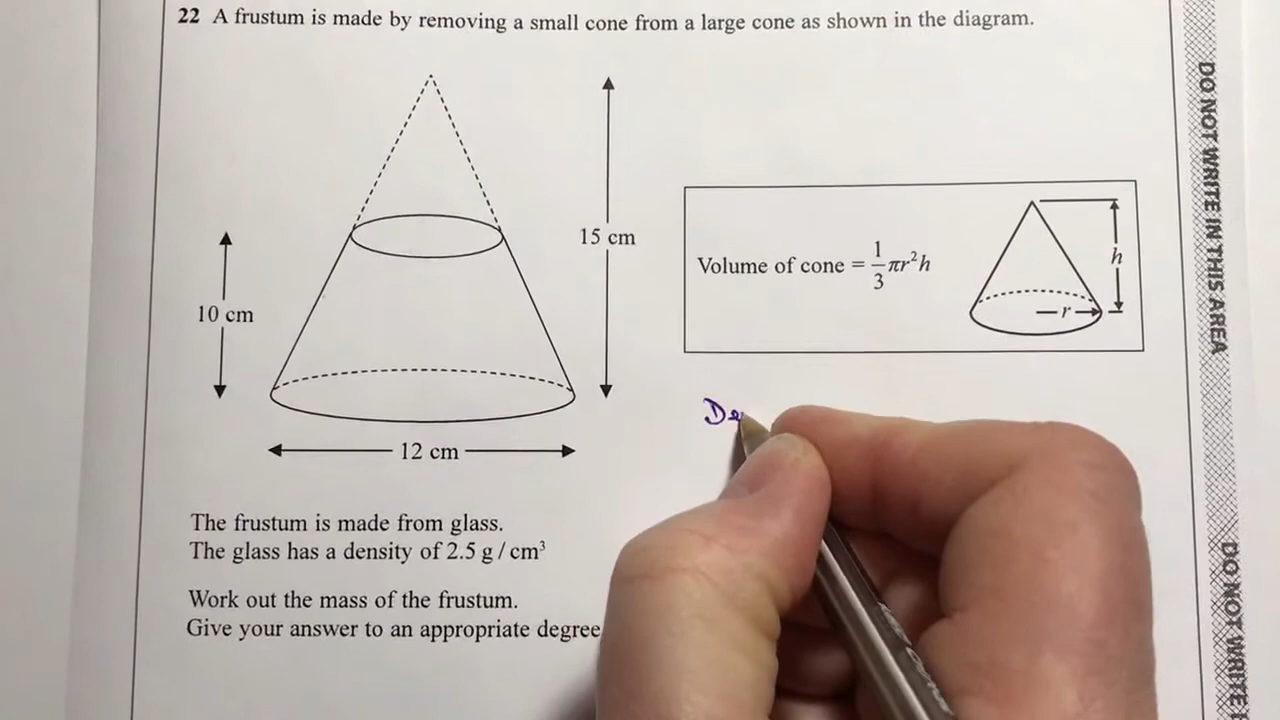 22 A frustum is made by removing a small cone from a large cone as shown in the diagram.
15 cm
10 cm
12 cm
Volume of cone = 1/3 πr²h
h
r
De
The frustum is made from glass.
The glass has a density of 2.5 g / cm³
Work out the mass of the frustum.
Give your answer to an appropriate degree
DO NOT WRITE IN THIS AREA
DO NOT WRITE